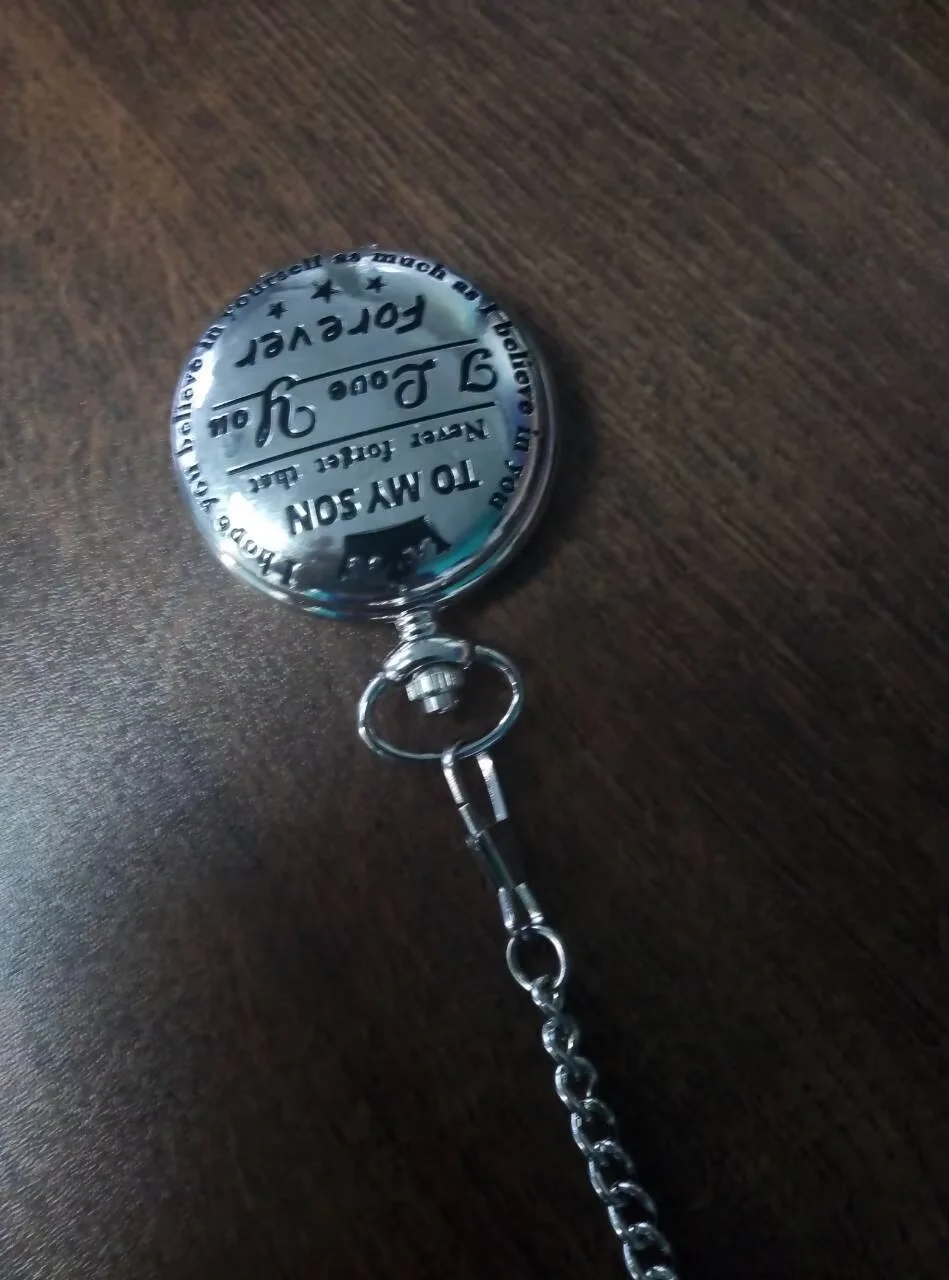 TO MY SON
Never forget that
I Love You
Forever
I hope you believe in yourself as much as I believe in you